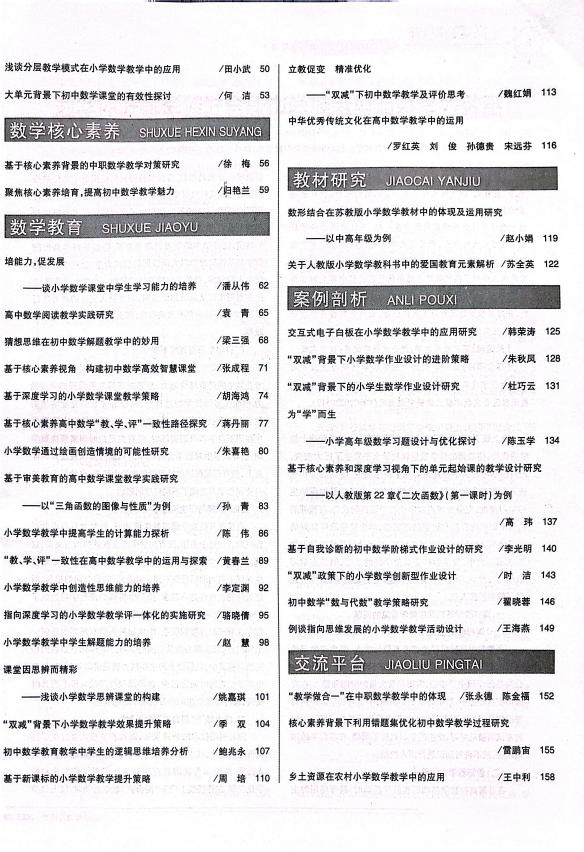 浅谈分层教学模式在小学数学教学中的应用 /田小武 50
大单元背景下初中数学课堂的有效性探讨 /何 洁 53
数学核心素养 SHUXUE HEXIN SUYANG
基于核心素养背景的中职数学教学对策研究 /徐 梅 56
聚焦核心素养培育,提高初中数学教学魅力 /白艳兰 59
数学教育 SHUXUE JIAOYU
培能力,促发展
——谈小学数学课堂中学生学习能力的培养 /潘从伟 62
高中数学阅读教学实践研究 /袁 青 65
猜想思维在初中数学解题教学中的妙用 /梁三强 68
基于核心素养视角 构建初中数学高效智慧课堂 /张成程 71
基于深度学习的小学数学课堂教学策略 /胡海鸿 74
基于核心素养高中数学“教、学、评”一致性路径探究 /蒋丹丽 77
小学数学通过绘画创造情境的可能性研究 /朱喜艳 80
基于审美教育的高中数学课堂教学实践研究
——以“三角函数的图像与性质”为例 /孙 青 83
小学数学教学中提高学生的计算能力探析 /陈 伟 86
“教、学、评”一致性在高中数学教学中的运用与探索 /黄春兰 89
小学数学教学中创造性思维能力的培养 /李定渊 92
指向深度学习的小学数学教学评一体化的实施研究 /骆晓倩 95
小学数学教学中学生解题能力的培养 /赵 慧 98
课堂因思辨而精彩
——浅谈小学数学思辨课堂的构建 /姚嘉琪 101
“双减”背景下小学数学教学效果提升策略 /季 双 104
初中数学教育教学中学生的逻辑思维培养分析 /鲍兆永 107
基于新课标的小学数学教学提升策略 /周 培 110
立教促变 精准优化
——“双减”下初中数学教学及评价思考 /魏红娟 113
中华优秀传统文化在高中数学教学中的运用
/罗红英 刘 俊 孙德贵 宋远芬 116
教材研究 JIAOCAI YANJIU
数形结合在苏教版小学数学教材中的体现及运用研究
——以中高年级为例 /赵小娟 119
关于人教版小学数学教科书中的爱国教育元素解析 /苏全英 122
案例剖析 ANLI POUXI
交互式电子白板在小学数学教学中的应用研究 /韩荣涛 125
“双减”背景下小学数学作业设计的进阶策略 /朱秋凤 128
“双减”背景下的小学生数学作业设计研究 /杜巧云 131
为“学”而生
——小学高年级数学习题设计与优化探讨 /陈玉学 134
基于核心素养和深度学习视角下的单元起始课的教学设计研究
——以人教版第22章《二次函数》(第一课时)为例
/高 玮 137
基于自我诊断的初中数学阶梯式作业设计的研究 /李光明 140
“双减”政策下的小学数学创新型作业设计 /时 洁 143
初中数学“数与代数”教学策略研究 /翟晓蓉 146
例谈指向思维发展的小学数学教学活动设计 /王海燕 149
交流平台 JIAOLIU PINGTAI
“教学做合一”在中职数学教学中的体现 /张永德 陈金福 152
核心素养背景下利用错题集优化初中数学教学过程研究
/雷鹏宙 155
乡土资源在农村小学数学教学中的应用 /王中利 158